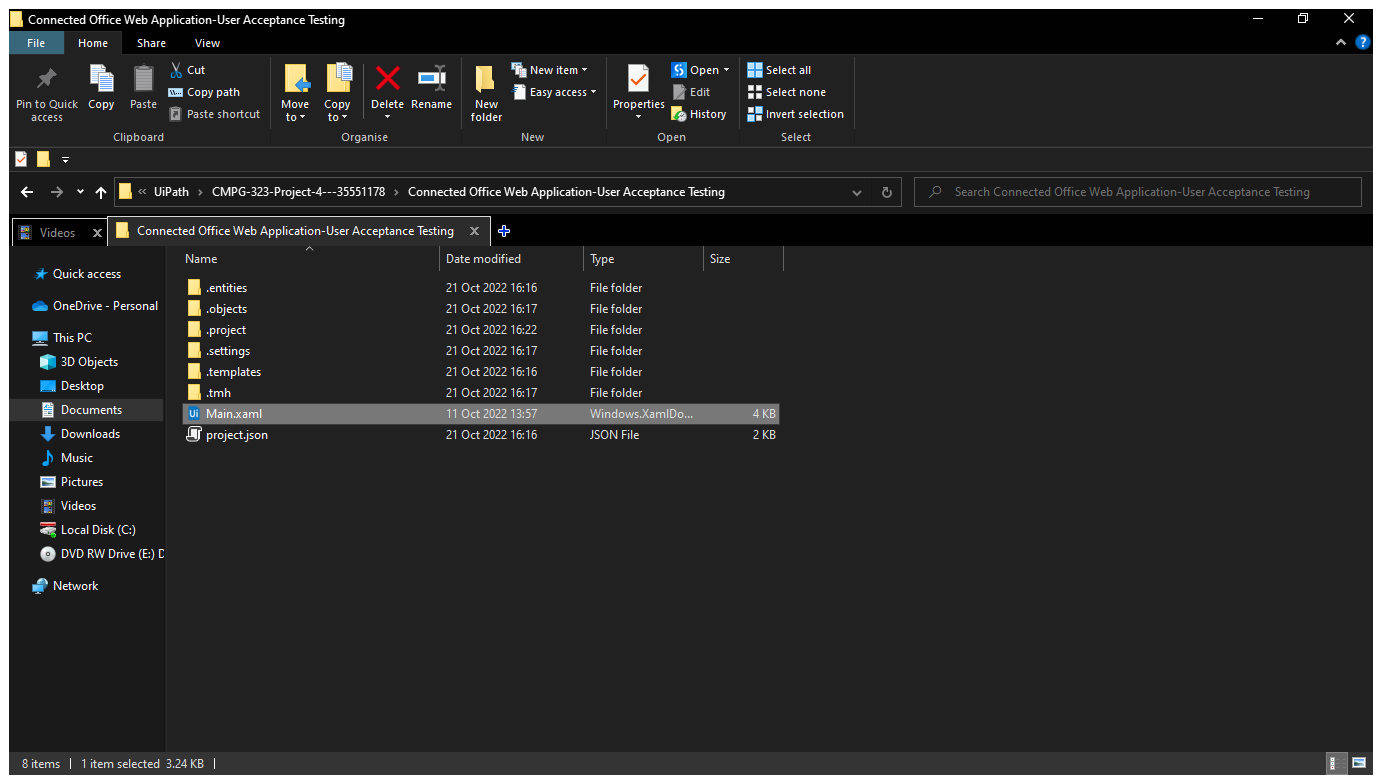 Connected Office Web Application-User Acceptance Testing
File Home Share View
Pin to Quick access
Copy
Paste
Cut
Copy path
Paste shortcut
Clipboard
Move to
Copy to
Delete
Rename
Organise
New folder
New item
Easy access
New
Properties
Open
Edit
History
Open
Select all
Select none
Invert selection
Select
« UiPath › CMPG-323-Project-4---35551178 › Connected Office Web Application-User Acceptance Testing
Search Connected Office Web Application-User Acceptance Testing
Videos
Connected Office Web Application-User Acceptance Testing
Quick access
OneDrive - Personal
This PC
3D Objects
Desktop
Documents
Downloads
Music
Pictures
Videos
Local Disk (C:)
DVD RW Drive (E:) D
Network
Name Date modified Type Size
.entities 21 Oct 2022 16:16 File folder
.objects 21 Oct 2022 16:17 File folder
.project 21 Oct 2022 16:22 File folder
.settings 21 Oct 2022 16:17 File folder
.templates 21 Oct 2022 16:16 File folder
.tmh 21 Oct 2022 16:17 File folder
Ui Main.xaml 11 Oct 2022 13:57 Windows.XamlDo... 4 KB
project.json 21 Oct 2022 16:16 JSON File 2 KB
8 items 1 item selected 3.24 KB